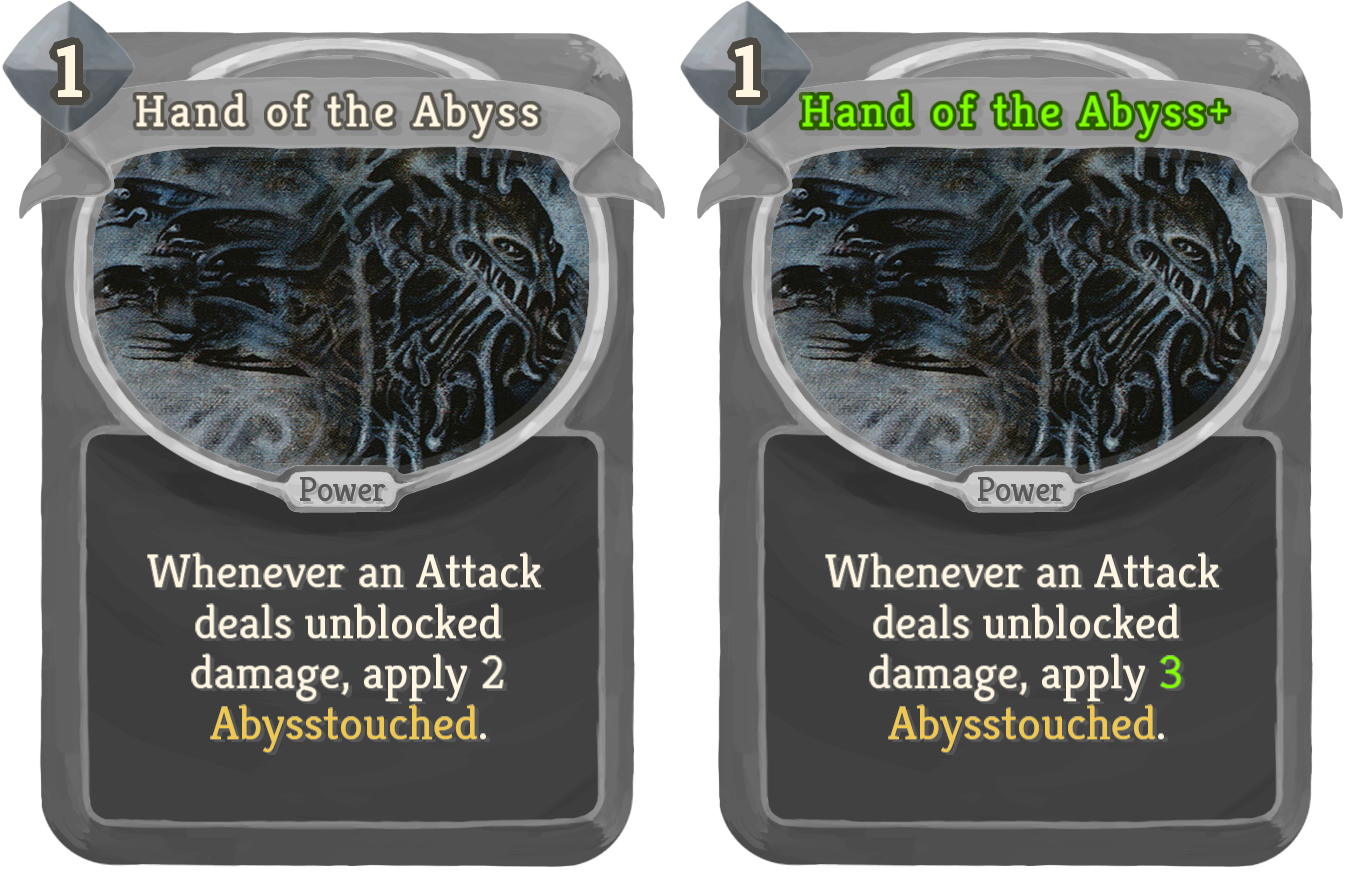 1
Hand of the Abyss
Power
Whenever an Attack
deals unblocked
damage, apply 2
Abysstouched.
1
Hand of the Abyss+
Power
Whenever an Attack
deals unblocked
damage, apply 3
Abysstouched.